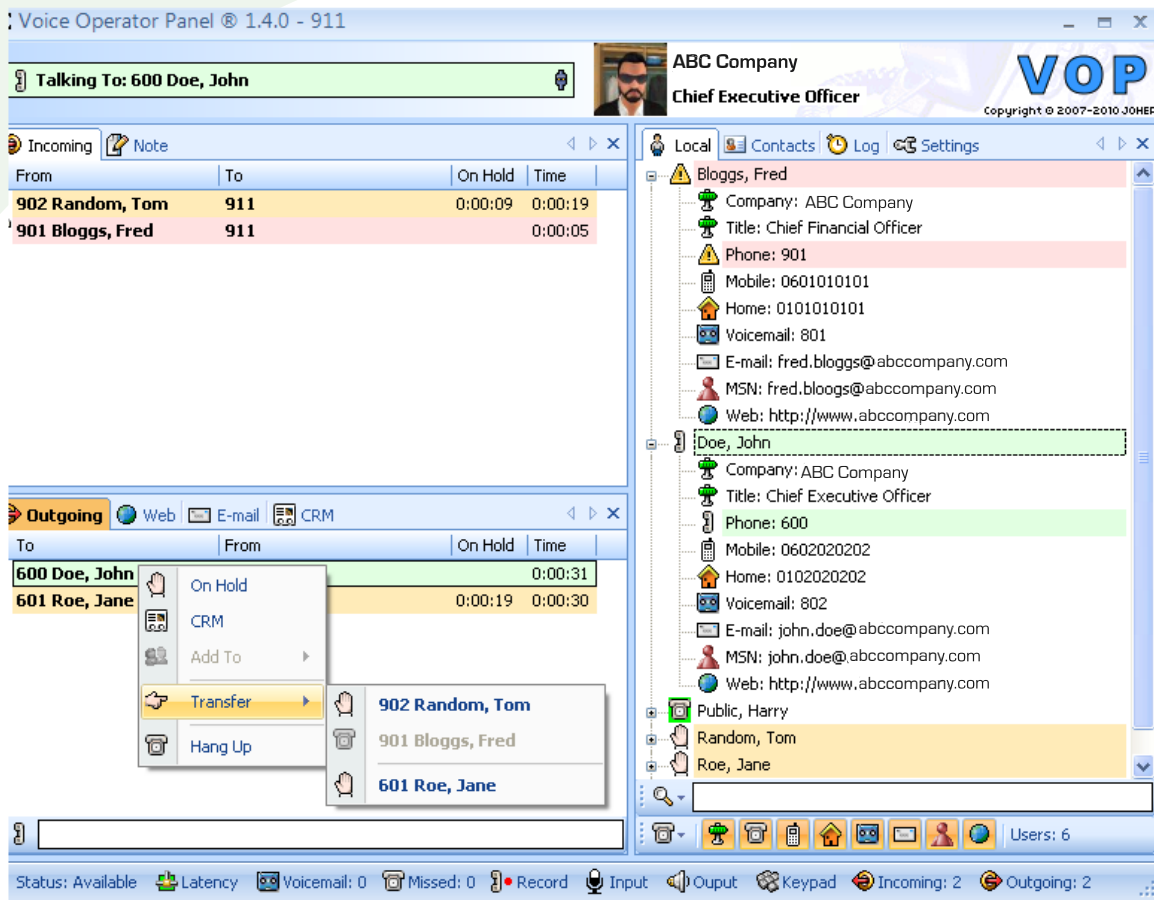 Voice Operator Panel ® 1.4.0 - 911
Talking To: 600 Doe, John
ABC Company
Chief Executive Officer
VOP
Copyright © 2007-2010 JOHER
Incoming Note
From To On Hold Time
902 Random, Tom 911 0:00:09 0:00:19
901 Bloggs, Fred 911 0:00:05
Outgoing Web E-mail CRM
To From On Hold Time
600 Doe, John 0:00:31
601 Roe, Jane 0:00:19 0:00:30
On Hold
CRM
Add To
Transfer
Hang Up
902 Random, Tom
901 Bloggs, Fred
601 Roe, Jane
Local Contacts Log Settings
Bloggs, Fred
Company: ABC Company
Title: Chief Financial Officer
Phone: 901
Mobile: 0601010101
Home: 0101010101
Voicemail: 801
E-mail: fred.bloggs@abccompany.com
MSN: fred.bloogs@abccompany.com
Web: http://www.abccompany.com
Doe, John
Company: ABC Company
Title: Chief Executive Officer
Phone: 600
Mobile: 0602020202
Home: 0102020202
Voicemail: 802
E-mail: john.doe@abccompany.com
MSN: john.doe@.abccompany.com
Web: http://www.abccompany.com
Public, Harry
Random, Tom
Roe, Jane
Users: 6
Status: Available Latency Voicemail: 0 Missed: 0 Record Input Ouput Keypad Incoming: 2 Outgoing: 2